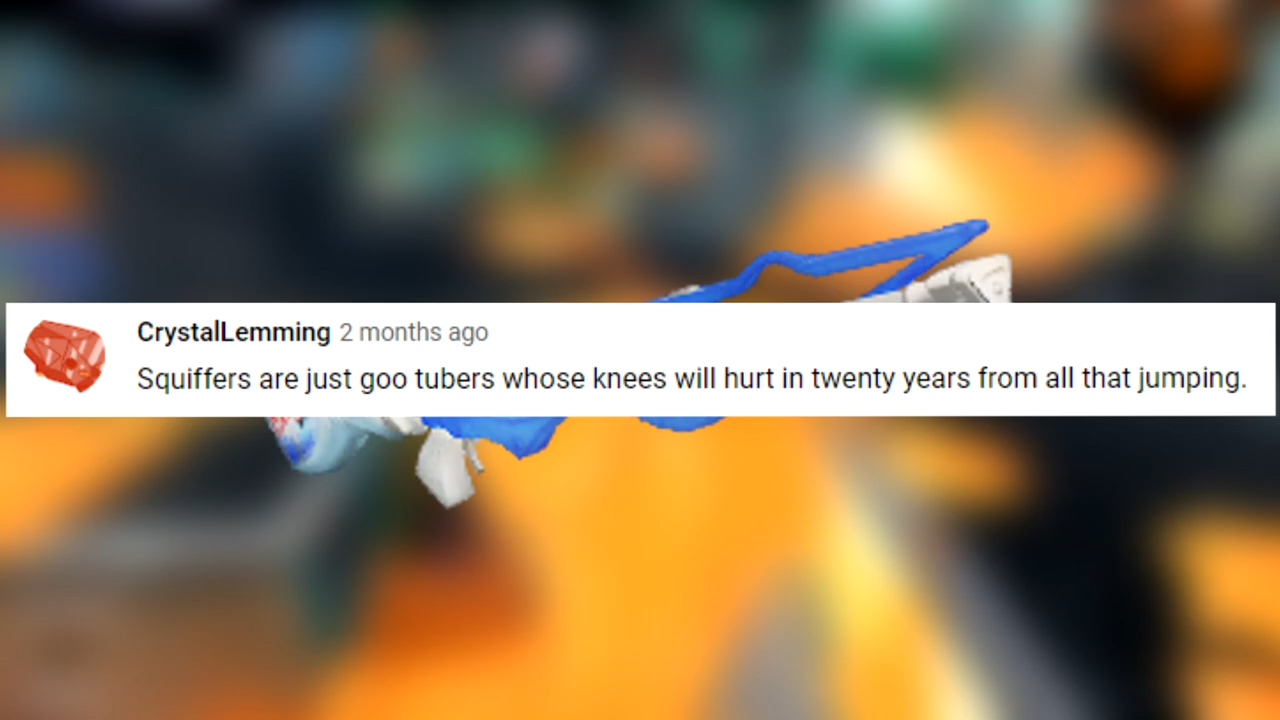 CrystalLemming 2 months ago
Squiffers are just goo tubers whose knees will hurt in twenty years from all that jumping.